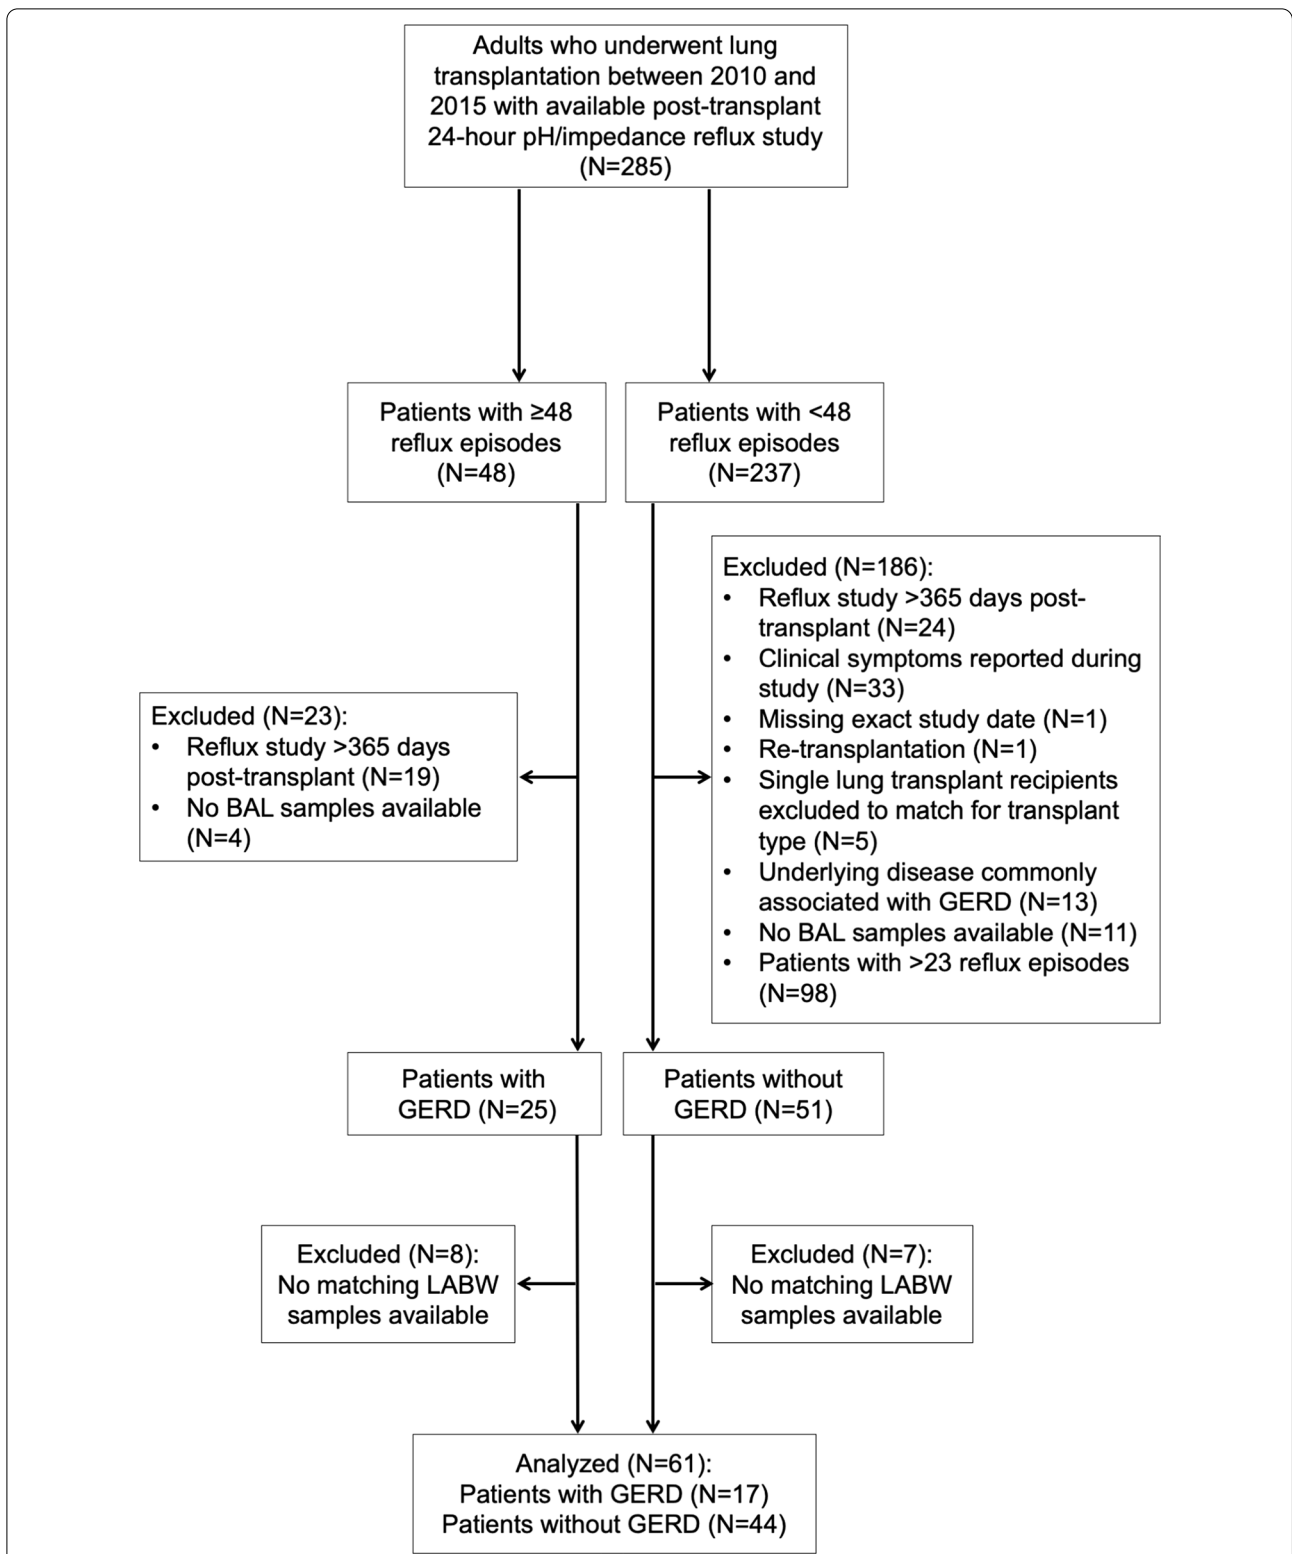 Adults who underwent lung
transplantation between 2010 and
2015 with available post-transplant
24-hour pH/impedance reflux study
(N=285)
Patients with ≥48
reflux episodes
(N=48)
Patients with <48
reflux episodes
(N=237)
Excluded (N=23):
• Reflux study >365 days
post-transplant (N=19)
• No BAL samples available
(N=4)
Excluded (N=186):
• Reflux study >365 days post-
transplant (N=24)
• Clinical symptoms reported during
study (N=33)
• Missing exact study date (N=1)
• Re-transplantation (N=1)
• Single lung transplant recipients
excluded to match for transplant
type (N=5)
• Underlying disease commonly
associated with GERD (N=13)
• No BAL samples available (N=11)
• Patients with >23 reflux episodes
(N=98)
Patients with
GERD (N=25)
Patients without
GERD (N=51)
Excluded (N=8):
No matching LABW
samples available
Excluded (N=7):
No matching LABW
samples available
Analyzed (N=61):
Patients with GERD (N=17)
Patients without GERD (N=44)